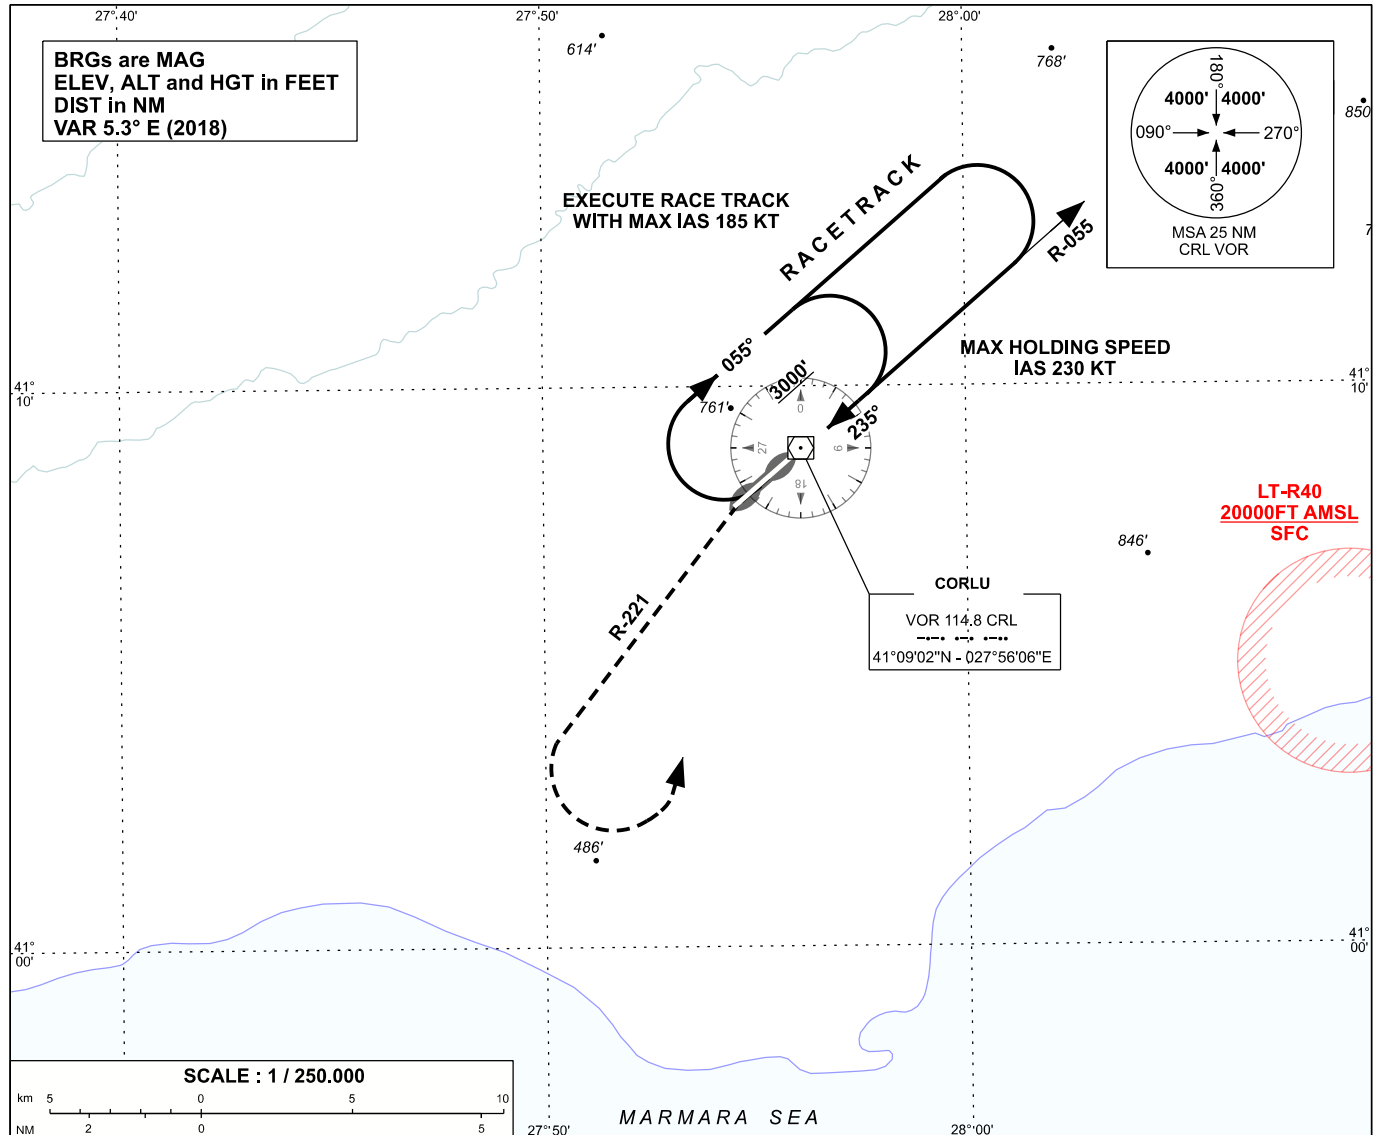 27°40'
27°50'
28°00'
BRGs are MAG
ELEV, ALT and HGT in FEET
DIST in NM
VAR 5.3° E (2018)
614'
768'
850
180°
4000' 4000'
090° 270°
4000' 4000'
360°
MSA 25 NM
CRL VOR
7
EXECUTE RACE TRACK
WITH MAX IAS 185 KT
RACETRACK
R-055
MAX HOLDING SPEED
IAS 230 KT
055°
3000'
235°
761'
0
27
9
18
41°
10'
41°
10'
LT-R40
20000FT AMSL
SFC
846'
CORLU
VOR 114.8 CRL
41°09'02"N - 027°56'06"E
R-221
486'
41°
00'
41°
00'
SCALE : 1 / 250.000
km 5 0 5 10
NM 2 0 5
MARMARA SEA
27°50'
28°00'